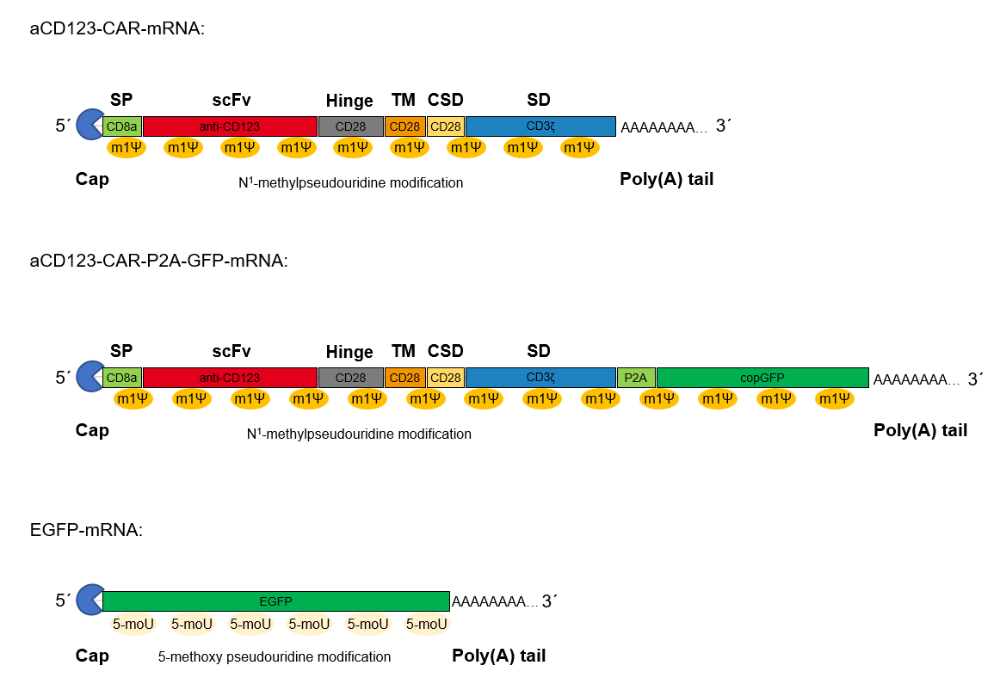 aCD123-CAR-mRNA:
SP scFv Hinge TM CSD SD
5´ CD8a anti-CD123 CD28 CD28 CD28 CD3ζ AAAAAAAA... 3´
m1Ψ m1Ψ m1Ψ m1Ψ m1Ψ m1Ψ m1Ψ m1Ψ m1Ψ
Cap N¹-methylpseudouridine modification Poly(A) tail
aCD123-CAR-P2A-GFP-mRNA:
SP scFv Hinge TM CSD SD
5´ CD8a anti-CD123 CD28 CD28 CD28 CD3ζ P2A copGFP AAAAAAAA... 3´
m1Ψ m1Ψ m1Ψ m1Ψ m1Ψ m1Ψ m1Ψ m1Ψ m1Ψ m1Ψ m1Ψ m1Ψ m1Ψ
Cap N¹-methylpseudouridine modification Poly(A) tail
EGFP-mRNA:
5´ EGFP AAAAAAAA... 3´
5-moU 5-moU 5-moU 5-moU 5-moU 5-moU
Cap 5-methoxy pseudouridine modification Poly(A) tail